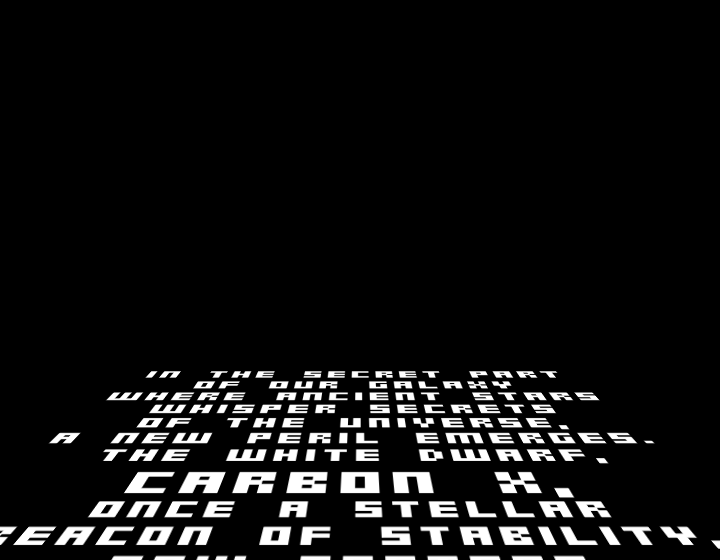 IN THE SECRET PART
OF OUR GALAXY
WHERE ANCIENT STARS
WHISPER SECRETS
OF THE UNIVERSE.
A NEW PERIL EMERGES.
THE WHITE DWARF,
CARBON X.
ONCE A STELLAR
BEACON OF STABILITY,